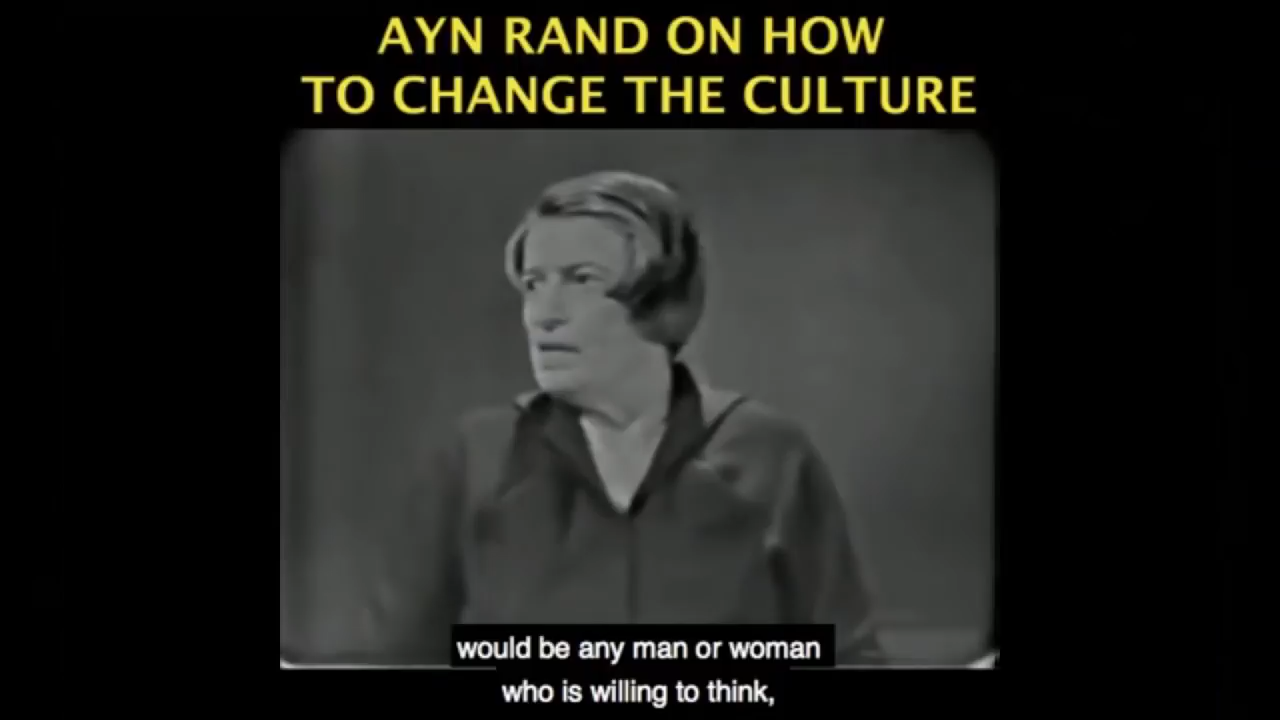 AYN RAND ON HOW
TO CHANGE THE CULTURE
would be any man or woman
who is willing to think,